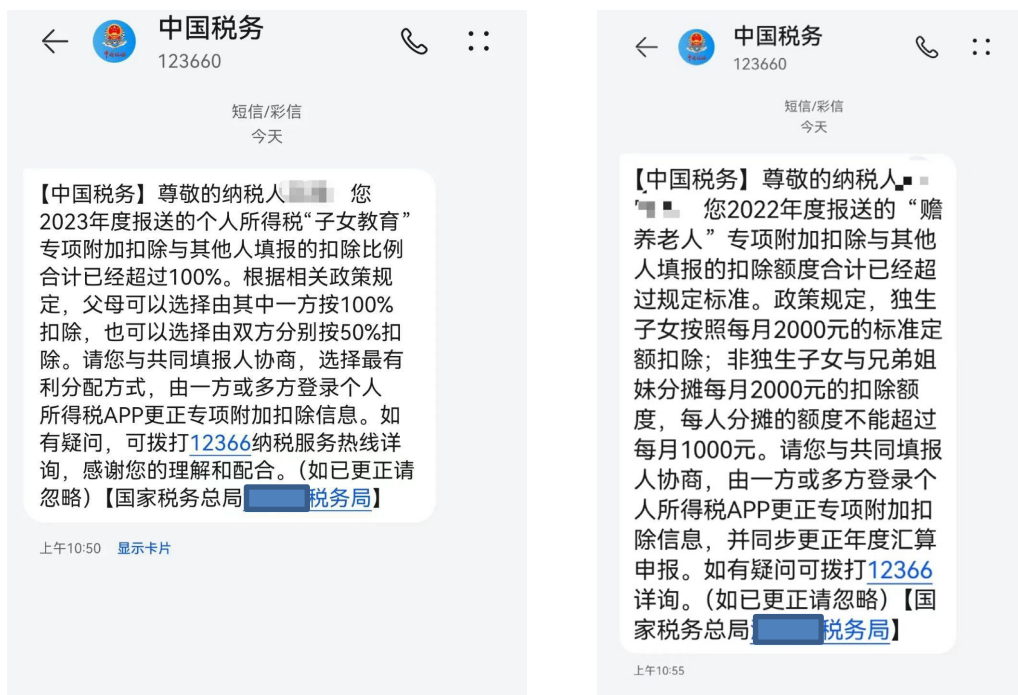 中国税务
123660
短信/彩信
今天
【中国税务】尊敬的纳税人 您
2023年度报送的个人所得税“子女教育”
专项附加扣除与其他人填报的扣除比例
合计已经超过100%。根据相关政策规
定，父母可以选择由其中一方按100%
扣除，也可以选择由双方分别按50%扣
除。请您与共同填报人协商，选择最有
利分配方式，由一方或多方登录个人
所得税APP更正专项附加扣除信息。如
有疑问，可拨打12366纳税服务热线详
询，感谢您的理解和配合。（如已更正请
忽略）【国家税务总局 税务局】
上午10:50 显示卡片
中国税务
123660
短信/彩信
今天
【中国税务】尊敬的纳税人
您2022年度报送的“赡
养老人”专项附加扣除与其他
人填报的扣除额度合计已经超
过规定标准。政策规定，独生
子女按照每月2000元的标准定
额扣除；非独生子女与兄弟姐
妹分摊每月2000元的扣除额
度，每人分摊的额度不能超过
每月1000元。请您与共同填报
人协商，由一方或多方登录个
人所得税APP更正专项附加扣
除信息，并同步更正年度汇算
申报。如有疑问可拨打12366
详询。（如已更正请忽略）【国
家税务总局 税务局】
上午10:55